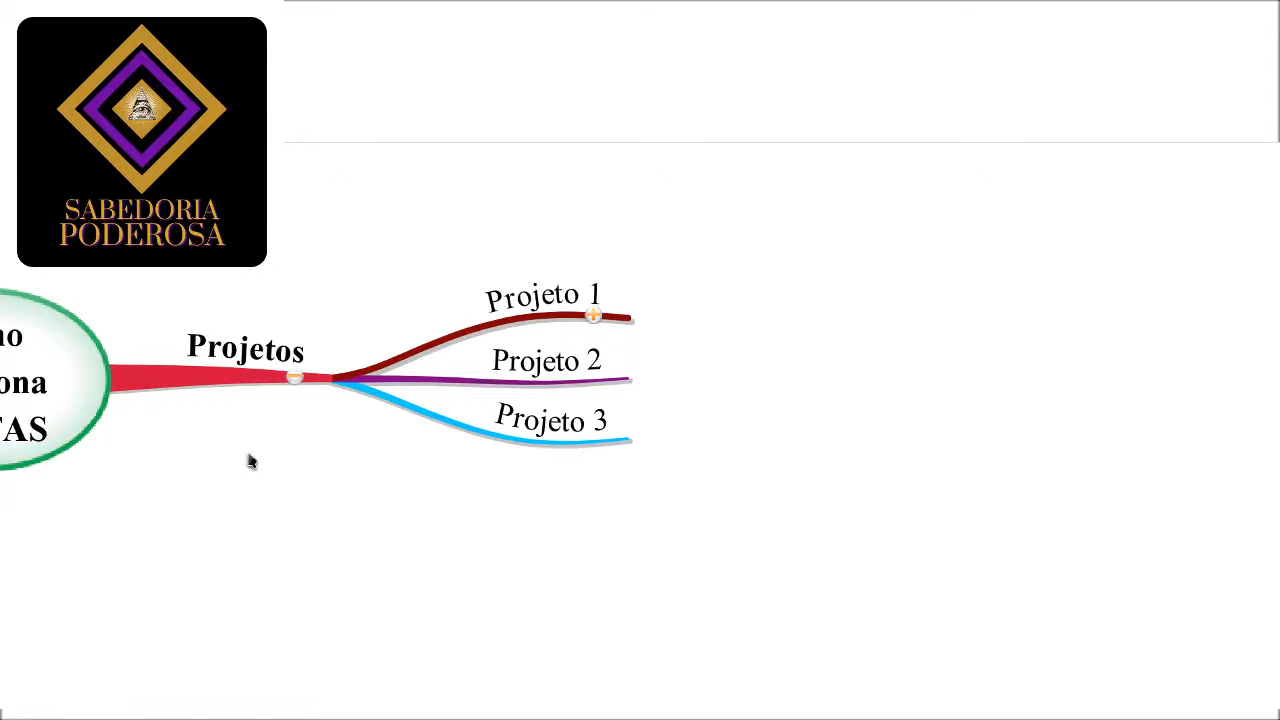 SABEDORIA
PODEROSA
no
ona
TAS
Projetos
Projeto 1
Projeto 2
Projeto 3